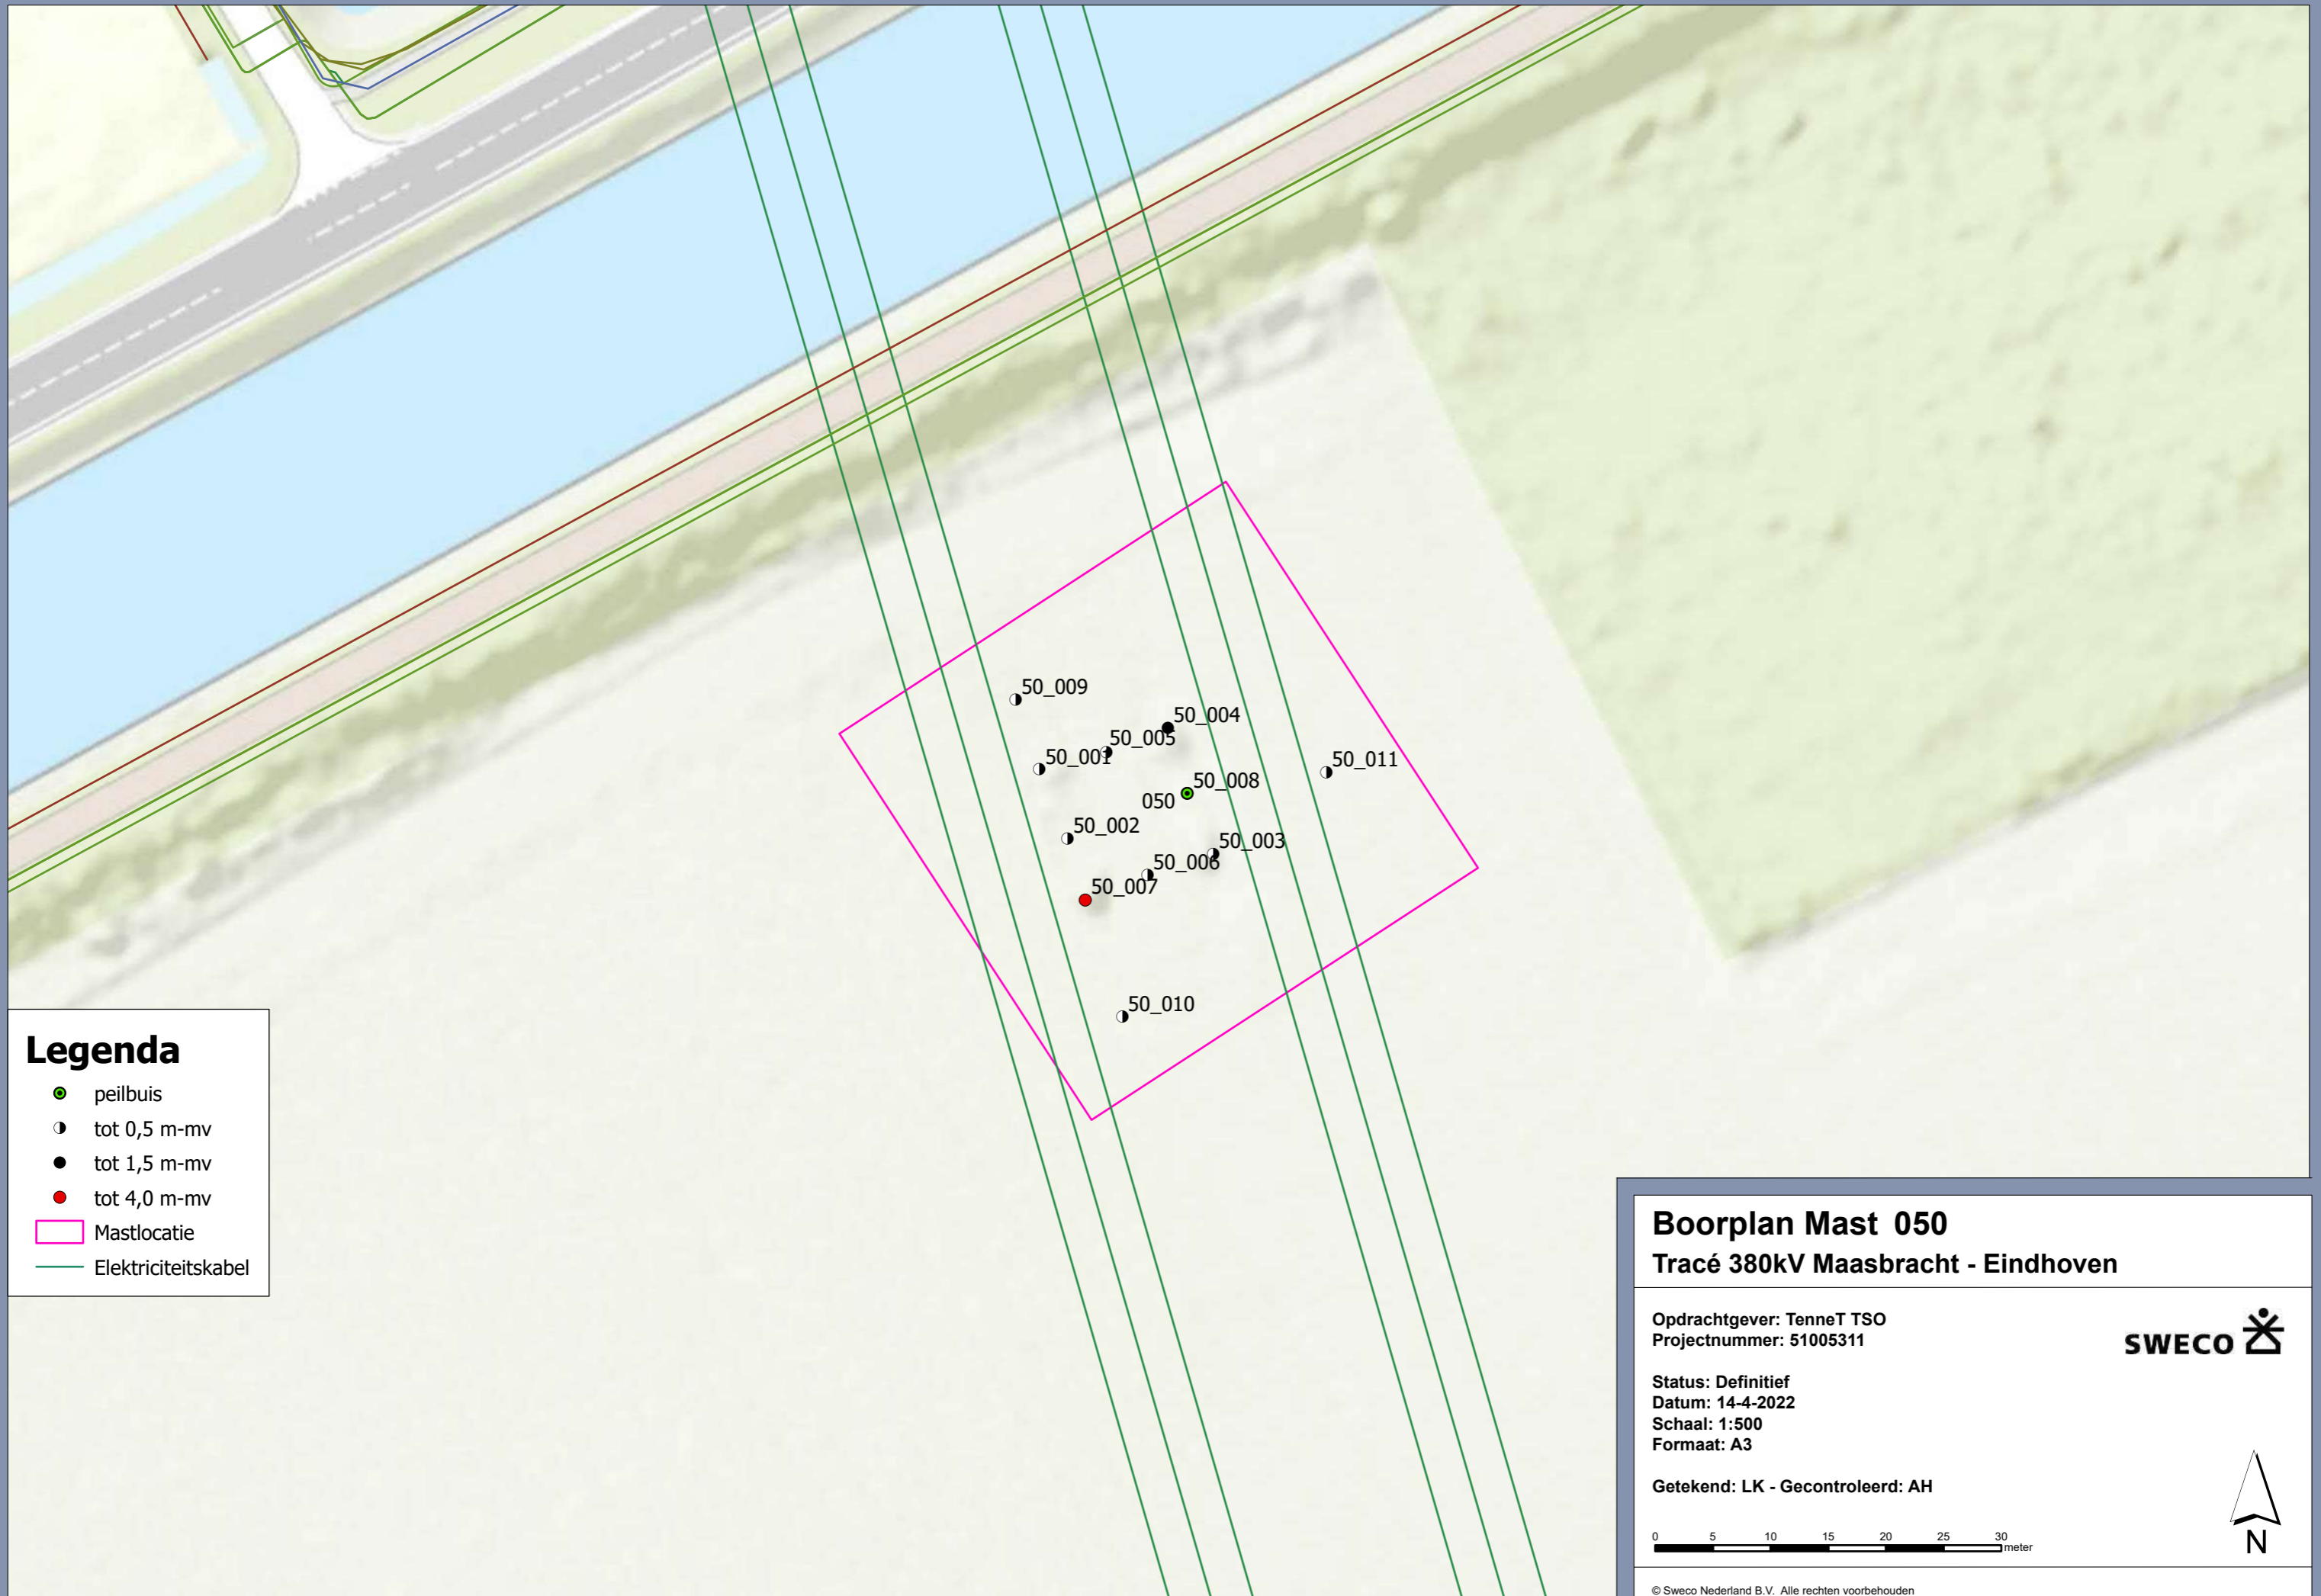 50_009
50_004
50_005
50_001
50_011
50_008
050
50_002
50_003
50_006
50_007
50_010
Legenda
peilbuis
tot 0,5 m-mv
tot 1,5 m-mv
tot 4,0 m-mv
Mastlocatie
Elektriciteitskabel
Boorplan Mast 050
Tracé 380kV Maasbracht - Eindhoven
Opdrachtgever: TenneT TSO
Projectnummer: 51005311
SWECO
Status: Definitief
Datum: 14-4-2022
Schaal: 1:500
Formaat: A3
Getekend: LK - Gecontroleerd: AH
0 5 10 15 20 25 30
meter
N
© Sweco Nederland B.V. Alle rechten voorbehouden